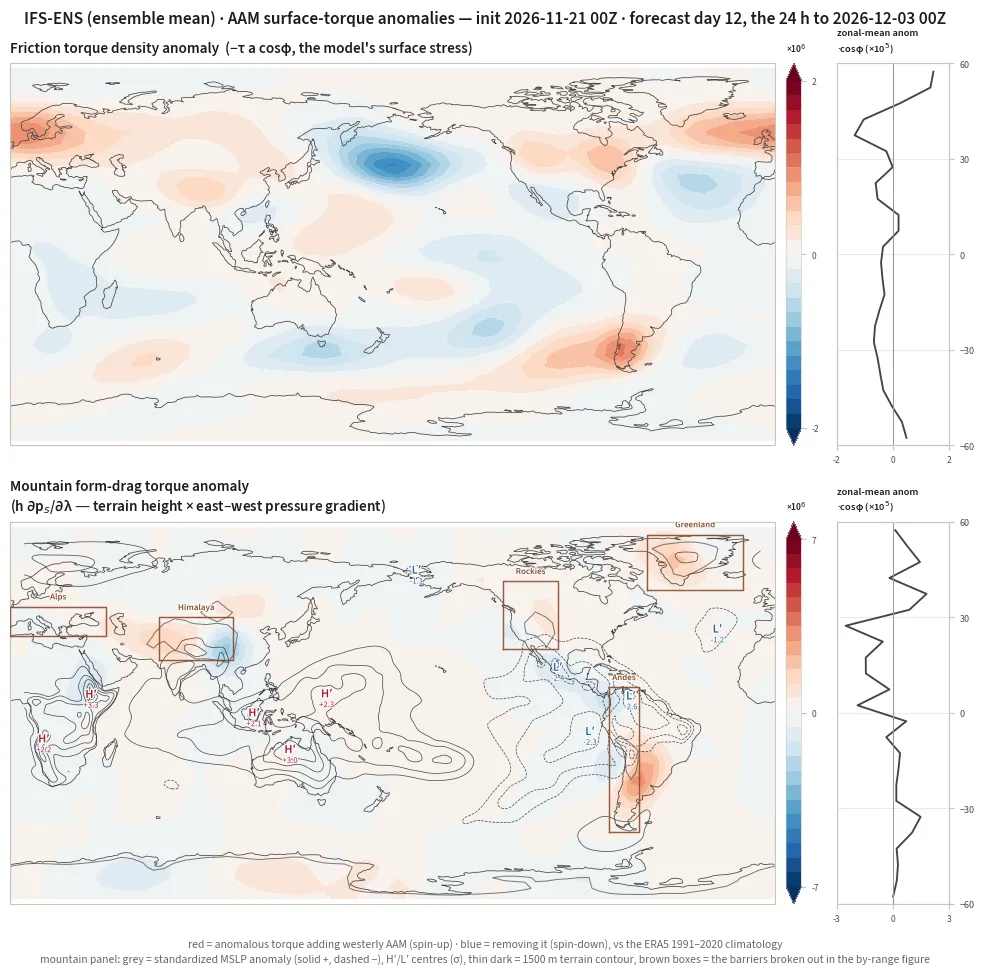 IFS-ENS (ensemble mean) · AAM surface-torque anomalies — init 2026-11-21 00Z · forecast day 12, the 24 h to 2026-12-03 00Z
Friction torque density anomaly (−τ a cosϕ, the model's surface stress)
×10⁶
zonal-mean anom
·cosϕ (×10⁵)
2
0
-2
60
30
0
−30
−60
-2
0
2
Mountain form-drag torque anomaly
(h ∂pₛ/∂λ — terrain height × east–west pressure gradient)
×10⁶
zonal-mean anom
·cosϕ (×10⁵)
Greenland
Rockies
Alps
Himalaya
Andes
L'
L'
-1.2
L'
H'
+3.3
H'
+2.3
H'
H'
+2.2
H'
+3.0
L'
-2.6
L'
-2.3
7
0
-7
60
30
0
−30
−60
-3
0
3
red = anomalous torque adding westerly AAM (spin-up) · blue = removing it (spin-down), vs the ERA5 1991–2020 climatology
mountain panel: grey = standardized MSLP anomaly (solid +, dashed –), H'/L' centres (σ), thin dark = 1500 m terrain contour, brown boxes = the barriers broken out in the by-range figure